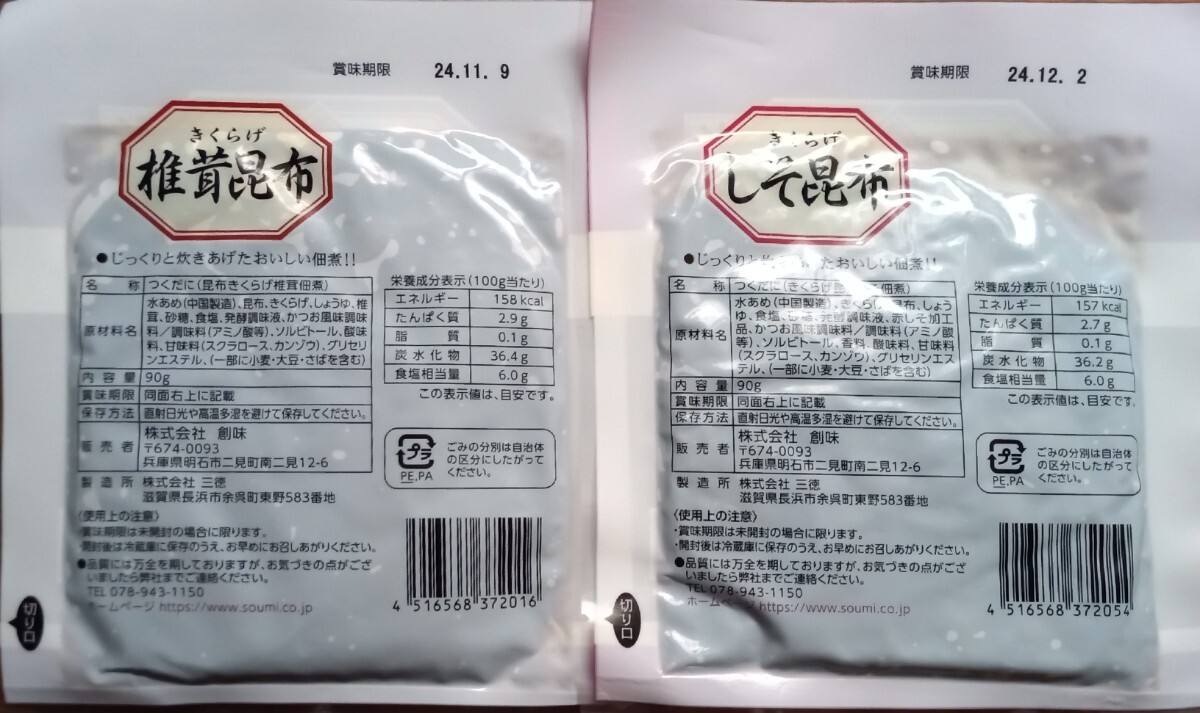 賞味期限 24.11. 9
きくらげ
椎茸昆布
●じっくりと炊きあげたおいしい佃煮!!
名 称 つくだに(昆布きくらげ椎茸佃煮)
原材料名 水あめ(中国製造)、昆布、きくらげ、しょうゆ、椎
茸、砂糖、食塩、発酵調味液、かつお風味調味
料/調味料(アミノ酸等)、ソルビトール、酸味
料、甘味料(スクラロース、カンゾウ)、グリセリ
ンエステル、(一部に小麦・大豆・さばを含む)
内容量 90g
賞味期限 同面右上に記載
保存方法 直射日光や高温多湿を避けて保存してください。
販売者 株式会社 創味
〒674-0093
兵庫県明石市二見町南二見12-6
製造所 株式会社 三徳
滋賀県長浜市余呉町東野583番地
〈使用上の注意〉
・賞味期限は未開封の場合に限ります。
・開封後は冷蔵庫に保存のうえ、お早めにお召しあがりください。
●品質には万全を期しておりますが、お気づきの点がござ
いましたら弊社までご連絡ください。
TEL 078-943-1150
ホームページ https://www.soumi.co.jp
栄養成分表示(100g当たり)
エネルギー 158 kcal
たんぱく質 2.9g
脂質 0.1g
炭水化物 36.4g
食塩相当量 6.0g
この表示値は、目安です。
プラ
PE,PA
ごみの分別は自治体
の区分にしたがって
ください。
4 516568 372016
切り口
賞味期限 24.12. 2
きくらげ
しそ昆布
●じっくりと たおいしい佃煮!!
名 称 つくだに(きくらげ 佃煮)
原材料名 水あめ(中国製造)、きくらげ、昆布、しょう
ゆ、食塩、砂糖、発酵調味液、赤しそ加工
品、かつお風味調味料/調味料(アミノ酸
等)、ソルビトール、香料、酸味料、甘味料
(スクラロース、カンゾウ)、グリセリンエス
テル、(一部に小麦・大豆・さばを含む)
内容量 90g
賞味期限 同面右上に記載
保存方法 直射日光や高温多湿を避けて保存してください。
販売者 株式会社 創味
〒674-0093
兵庫県明石市二見町南二見12-6
製造所 株式会社 三徳
滋賀県長浜市余呉町東野583番地
〈使用上の注意〉
・賞味期限は未開封の場合に限ります。
・開封後は冷蔵庫に保存のうえ、お早めにお召しあがりください。
●品質には万全を期しておりますが、お気づきの点がござ
いましたら弊社までご連絡ください。
TEL 078-943-1150
ホームページ https://www.soumi.co.jp
栄養成分表示(100g当たり)
エネルギー 157 kcal
たんぱく質 2.7g
脂質 0.1g
炭水化物 36.2g
食塩相当量 6.0g
この表示値は、目安です。
プラ
PE,PA
ごみの分別は自治体
の区分にしたがって
ください。
4 516568 372054
切り口